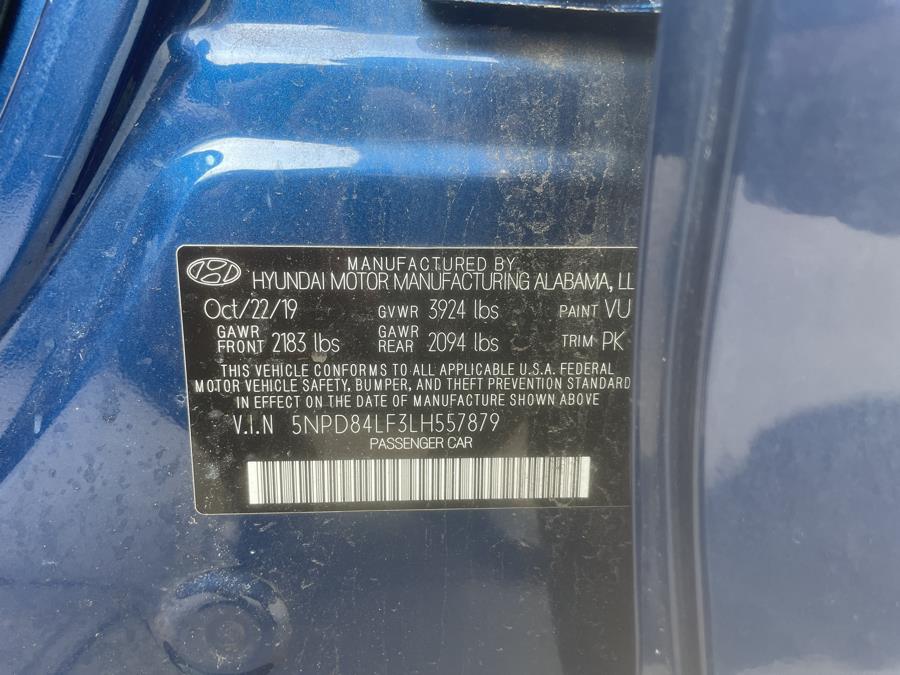 MANUFACTURED BY
HYUNDAI MOTOR MANUFACTURING ALABAMA, LL
Oct/22/19 GVWR 3924 lbs PAINT VU
GAWR FRONT 2183 lbs GAWR REAR 2094 lbs TRIM PK
THIS VEHICLE CONFORMS TO ALL APPLICABLE U.S.A. FEDERAL
MOTOR VEHICLE SAFETY, BUMPER, AND THEFT PREVENTION STANDARD
IN EFFECT ON THE DATE OF MANUFACTURE SHOWN ABOVE
V.I.N 5NPD84LF3LH557879
PASSENGER CAR